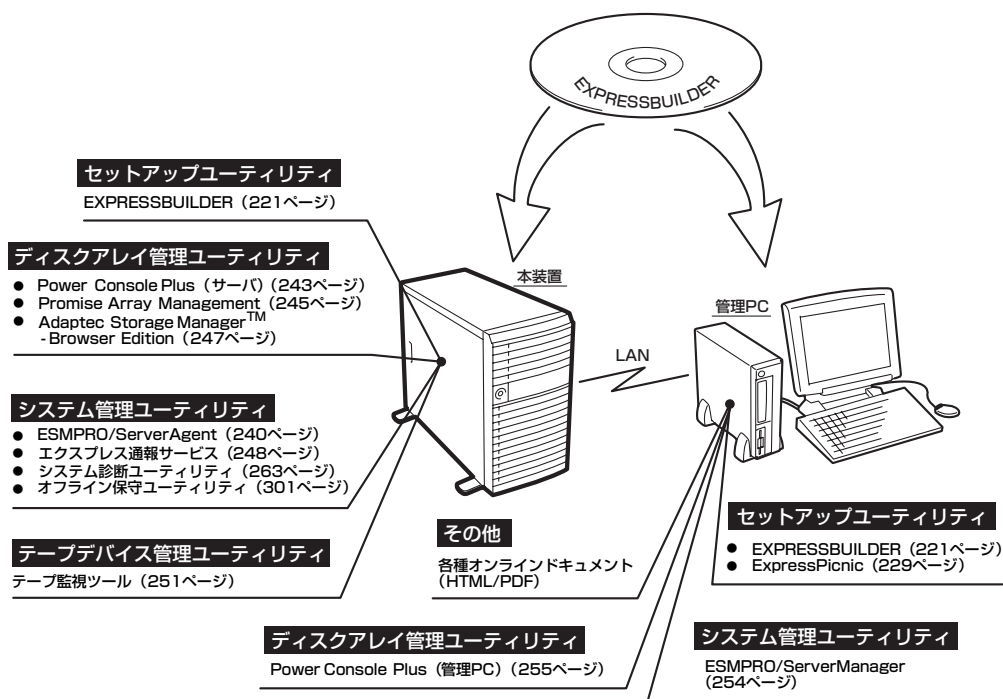 EXPRESSBUILDER
セットアップユーティリティ
EXPRESSBUILDER（221ページ）
ディスクアレイ管理ユーティリティ
● Power Console Plus（サーバ）（243ページ）
● Promise Array Management（245ページ）
● Adaptec Storage Manager™
- Browser Edition（247ページ）
システム管理ユーティリティ
● ESMPRO/ServerAgent（240ページ）
● エクスプレス通報サービス（248ページ）
● システム診断ユーティリティ（263ページ）
● オフライン保守ユーティリティ（301ページ）
テープデバイス管理ユーティリティ
テープ監視ツール（251ページ）
本装置
LAN
管理PC
その他
各種オンラインドキュメント
（HTML/PDF）
セットアップユーティリティ
● EXPRESSBUILDER（221ページ）
● ExpressPicnic（229ページ）
ディスクアレイ管理ユーティリティ
Power Console Plus（管理PC）（255ページ）
システム管理ユーティリティ
ESMPRO/ServerManager
（254ページ）